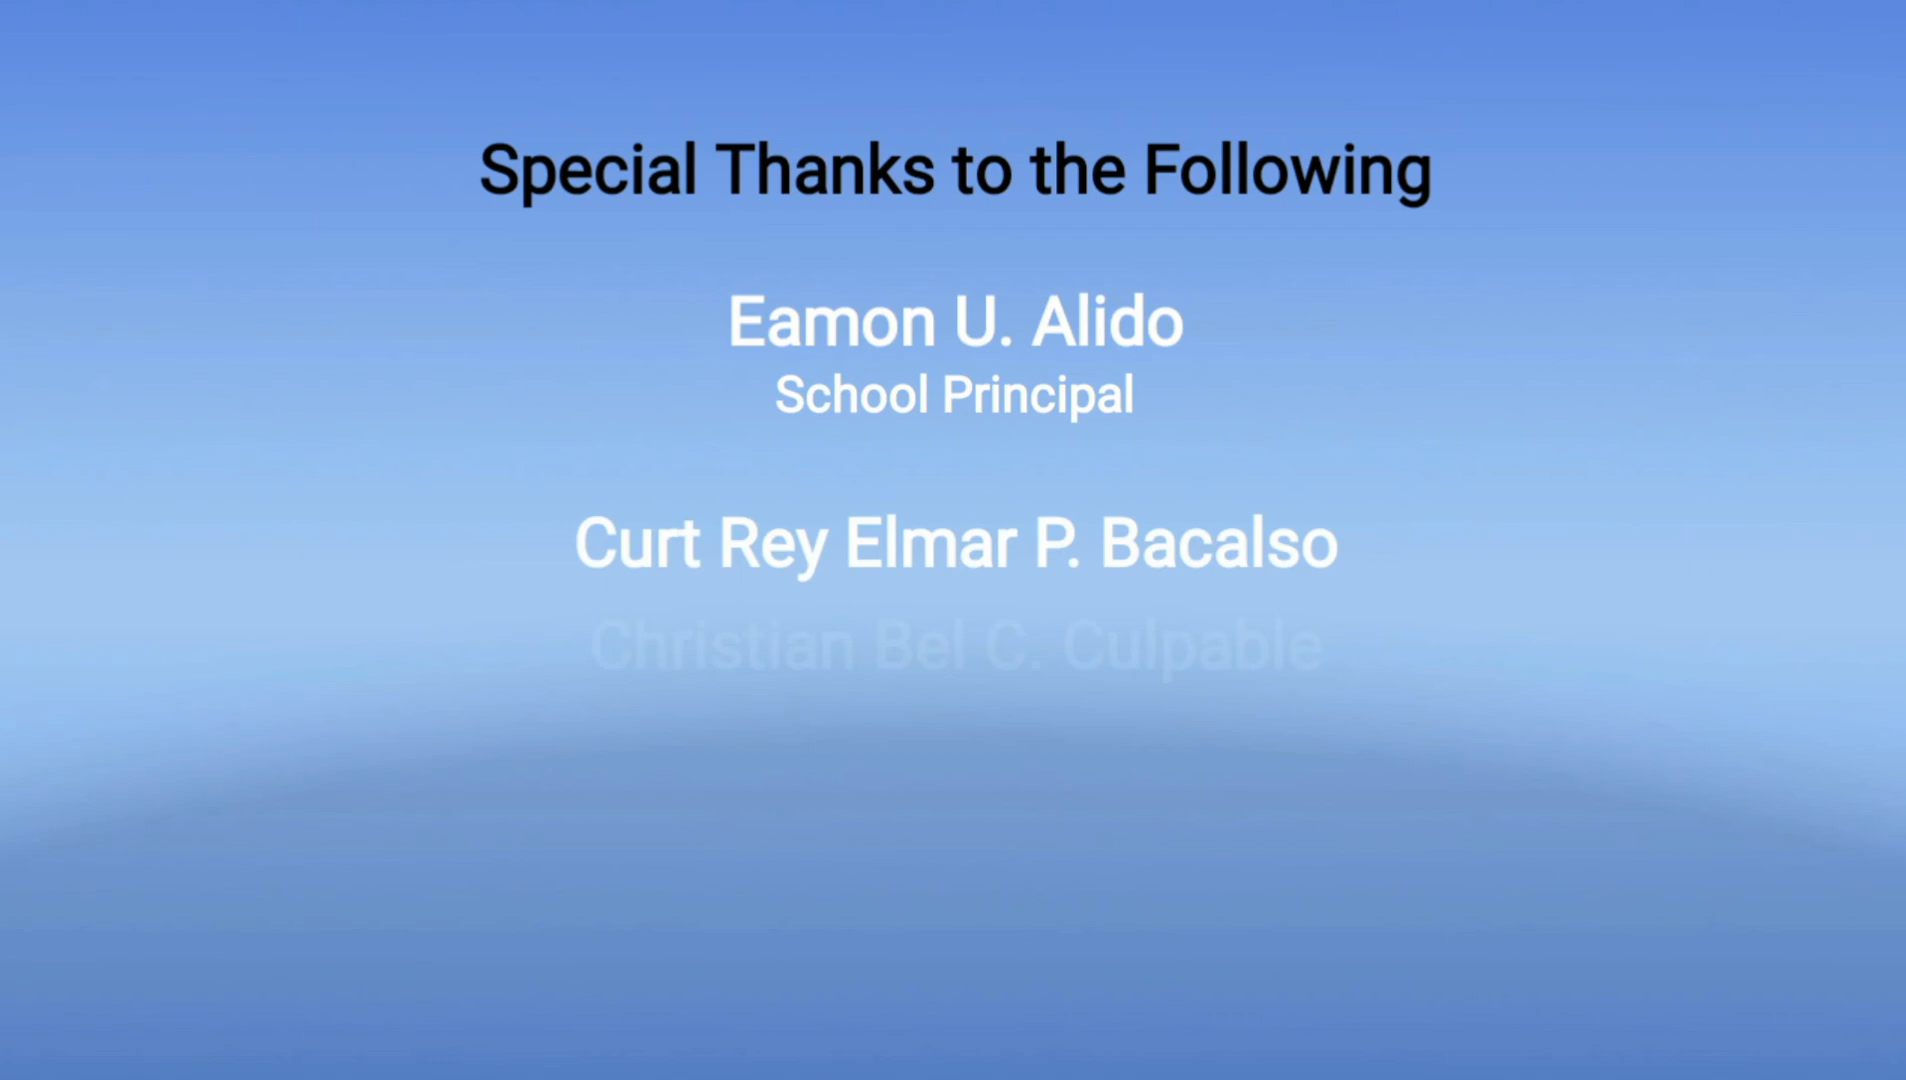 Special Thanks to the Following
Eamon U. Alido
School Principal
Curt Rey Elmar P. Bacalso
Christian Bel C. Culpable